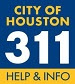 CITY OF
HOUSTON
311
HELP & INFO